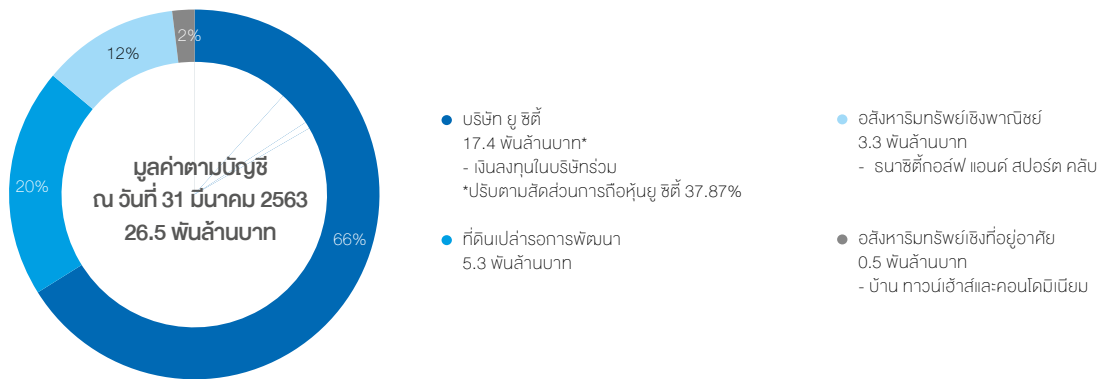 2%
12%
20%
66%
มูลค่าตามบัญชี
ณ วันที่ 31 มีนาคม 2563
26.5 พันล้านบาท
บริษัท ยู ซิตี้
17.4 พันล้านบาท*
- เงินลงทุนในบริษัทร่วม
*ปรับตามสัดส่วนการถือหุ้นยู ซิตี้ 37.87%
ที่ดินเปล่ารอการพัฒนา
5.3 พันล้านบาท
อสังหาริมทรัพย์เชิงพาณิชย์
3.3 พันล้านบาท
- ธนาซิตี้กอล์ฟ แอนด์ สปอร์ต คลับ
อสังหาริมทรัพย์เชิงที่อยู่อาศัย
0.5 พันล้านบาท
- บ้าน ทาวน์เฮ้าส์และคอนโดมิเนียม